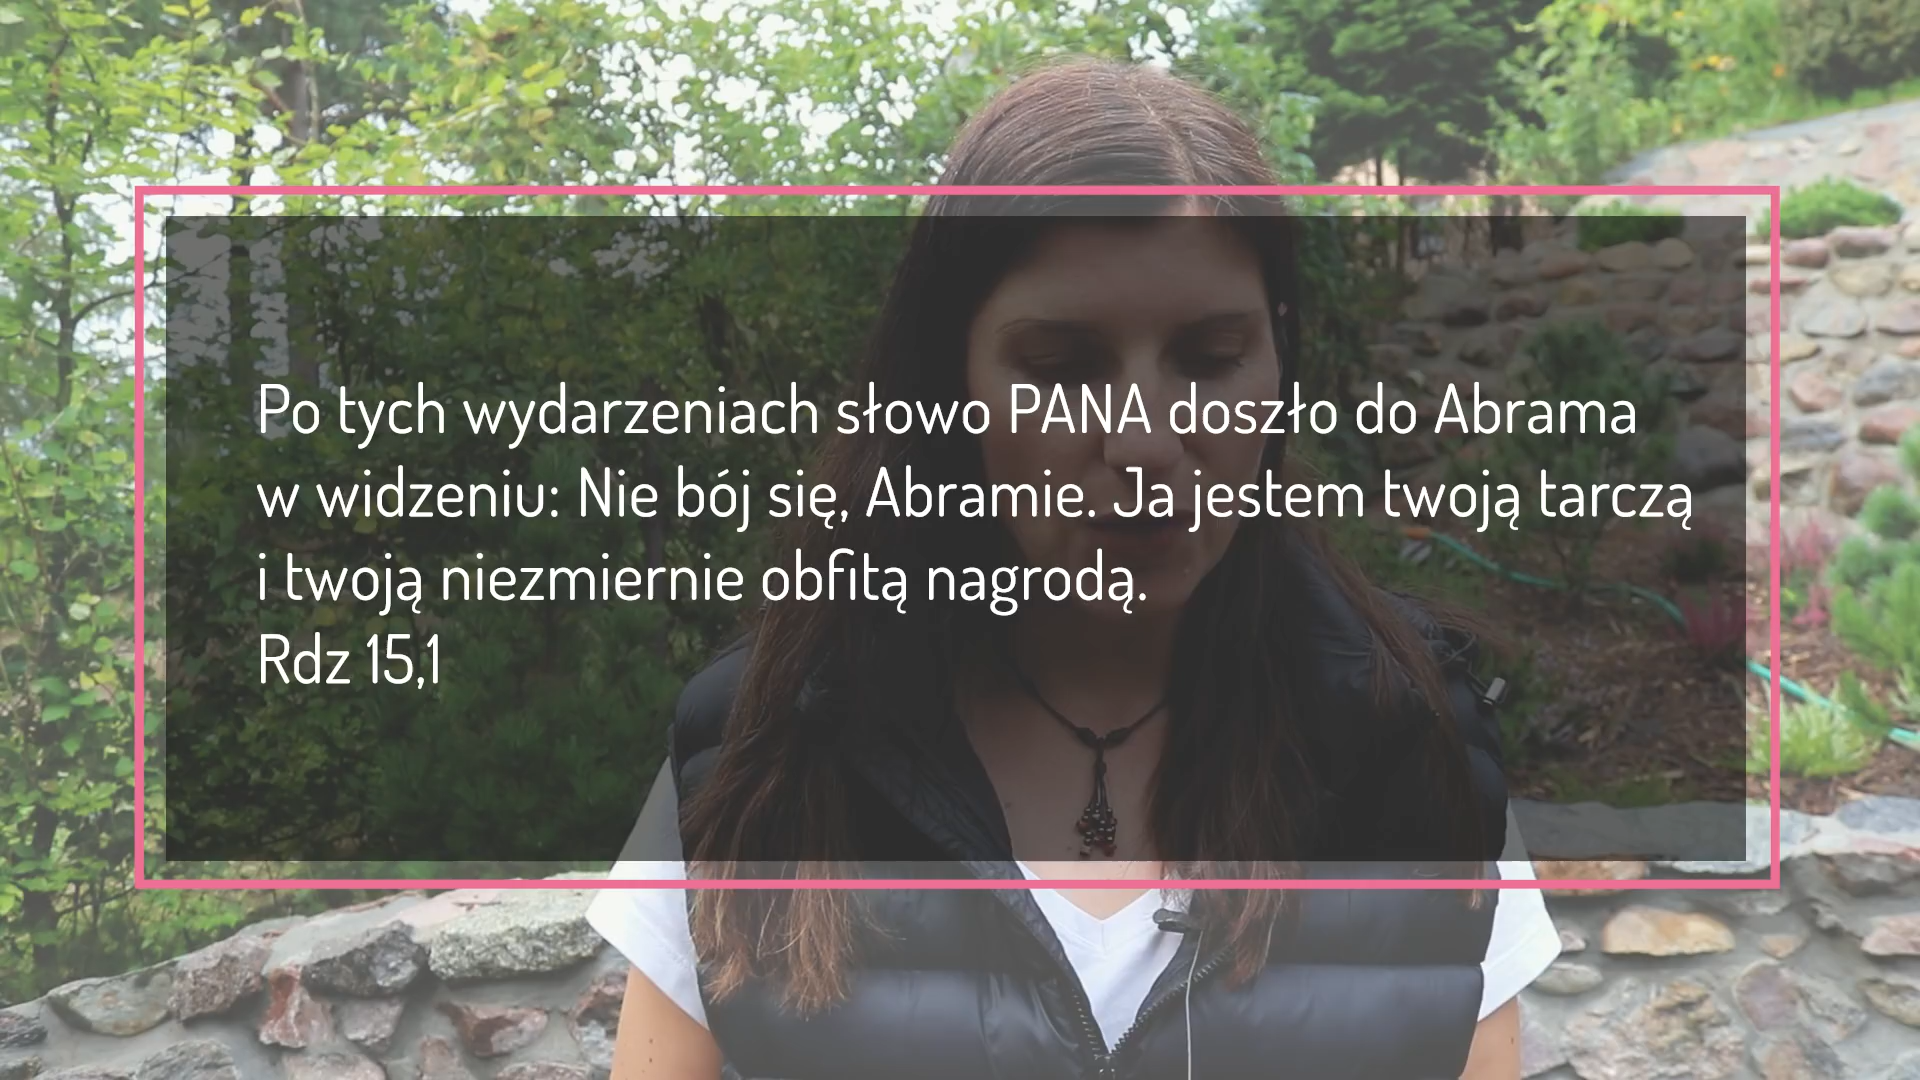 Po tych wydarzeniach słowo PANA doszło do Abrama
w widzeniu: Nie bój się, Abramie. Ja jestem twoją tarczą
i twoją niezmiernie obfitą nagrodą.
Rdz 15,1